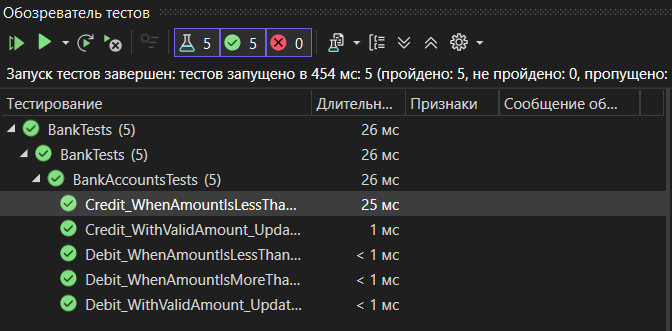 Обозреватель тестов
5 5 0
Запуск тестов завершен: тестов запущено в 454 мс: 5 (пройдено: 5, не пройдено: 0, пропущено:
Тестирование Длительн... Признаки Сообщение об...
BankTests (5) 26 мс
BankTests (5) 26 мс
BankAccountsTests (5) 26 мс
Credit_WhenAmountIsLessTha... 25 мс
Credit_WithValidAmount_Upda... 1 мс
Debit_WhenAmountIsLessThan... < 1 мс
Debit_WhenAmountIsMoreTha... < 1 мс
Debit_WithValidAmount_Updat... < 1 мс